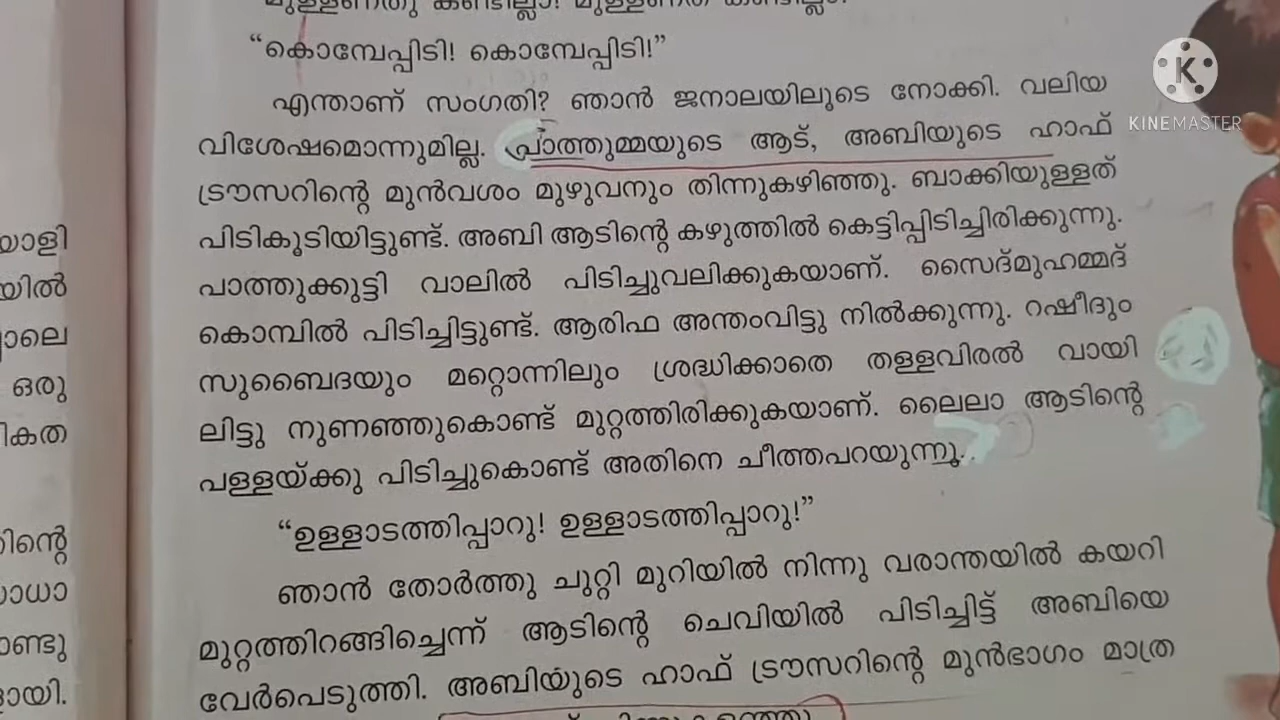 “കൊമ്പേപ്പിടി! കൊമ്പേപ്പിടി!”
എന്താണ് സംഗതി? ഞാൻ ജനാലയിലൂടെ നോക്കി. വലിയ
KINEMASTER
വിശേഷമൊന്നുമില്ല. പ്രാത്തുമ്മയുടെ ആട്, അബിയുടെ ഹാഫ്
ട്രൗസറിന്റെ മുൻവശം മുഴുവനും തിന്നുകഴിഞ്ഞു. ബാക്കിയുള്ളത്
പിടികൂടിയിട്ടുണ്ട്. അബി ആടിന്റെ കഴുത്തിൽ കെട്ടിപ്പിടിച്ചിരിക്കുന്നു.
പാത്തുക്കുട്ടി വാലിൽ പിടിച്ചുവലിക്കുകയാണ്. സൈദ്മുഹമ്മദ്
കൊമ്പിൽ പിടിച്ചിട്ടുണ്ട്. ആരിഫ അന്തംവിട്ടു നിൽക്കുന്നു. റഷീദും
സുബൈദയും മറ്റൊന്നിലും ശ്രദ്ധിക്കാതെ തള്ളവിരൽ വായി
ലിട്ടു നുണഞ്ഞുകൊണ്ട് മുറ്റത്തിരിക്കുകയാണ്. ലൈലാ ആടിന്റെ
പള്ളയ്ക്കു പിടിച്ചുകൊണ്ട് അതിനെ ചീത്തപറയുന്നു.
“ഉള്ളാടത്തിപ്പാറു! ഉള്ളാടത്തിപ്പാറു!”
ഞാൻ തോർത്തു ചുറ്റി മുറിയിൽ നിന്നു വരാന്തയിൽ കയറി
മുറ്റത്തിറങ്ങിച്ചെന്ന് ആടിന്റെ ചെവിയിൽ പിടിച്ചിട്ട് അബിയെ
വേർപെടുത്തി. അബിയുടെ ഹാഫ് ട്രൗസറിന്റെ മുൻഭാഗം മാത്ര
ഒരു